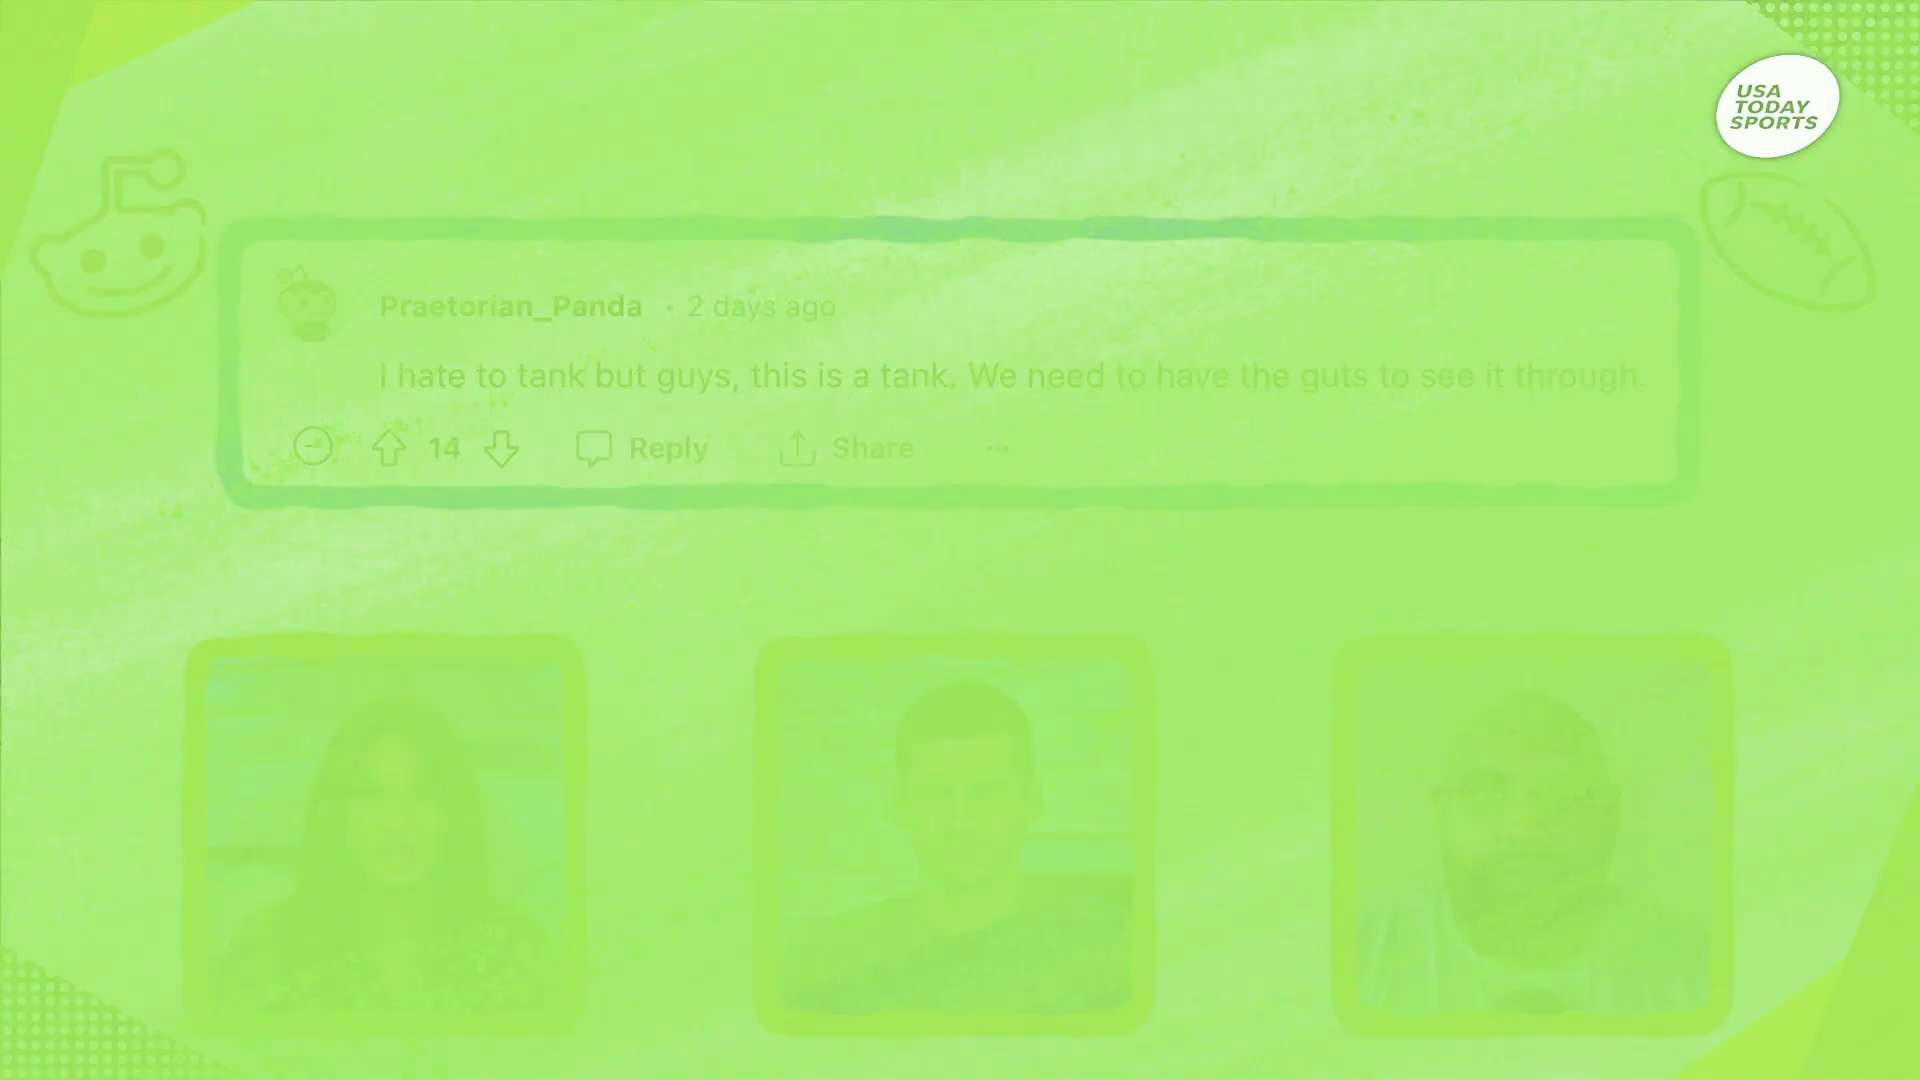 USA
TODAY
SPORTS
Praetorian_Panda · 2 days ago
I hate to tank but guys, this is a tank. We need to have the guts to see it through.
14 Reply Share ...